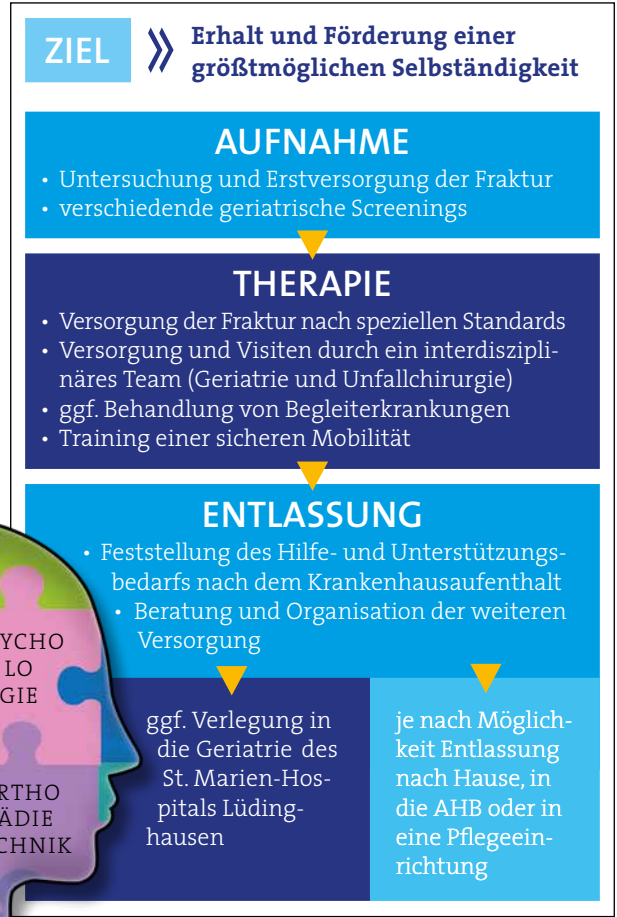 ZIEL
Erhalt und Förderung einer
größtmöglichen Selbständigkeit
AUFNAHME
• Untersuchung und Erstversorgung der Fraktur
• verschiedende geriatrische Screenings
THERAPIE
• Versorgung der Fraktur nach speziellen Standards
• Versorgung und Visiten durch ein interdiszipli-
näres Team (Geriatrie und Unfallchirurgie)
• ggf. Behandlung von Begleiterkrankungen
• Training einer sicheren Mobilität
ENTLASSUNG
• Feststellung des Hilfe- und Unterstützungs-
bedarfs nach dem Krankenhausaufenthalt
• Beratung und Organisation der weiteren
Versorgung
ggf. Verlegung in
die Geriatrie des
St. Marien-Hos-
pitals Lüding-
hausen
je nach Möglich-
keit Entlassung
nach Hause, in
die AHB oder in
eine Pflegeein-
richtung
YCHO
LO
GIE
RTHO
ÄDIE
CHNIK